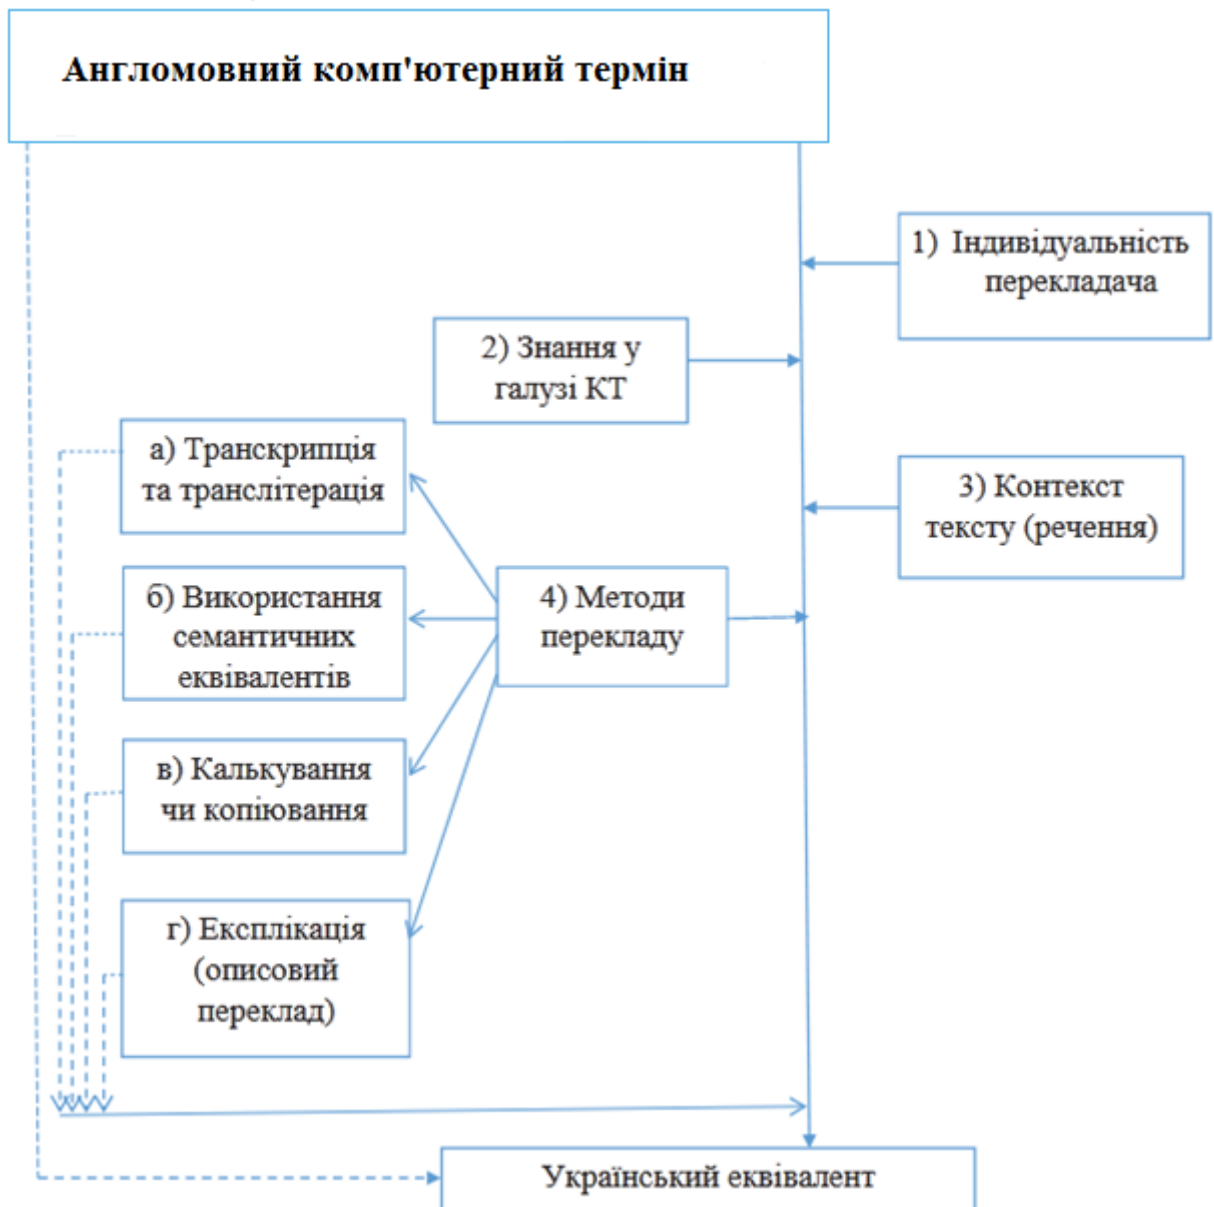 Англомовний комп'ютерний термін
1) Індивідуальність
перекладача
2) Знання у
галузі КТ
а) Транскрипція
та транслітерація
3) Контекст
тексту (речення)
б) Використання
семантичних
еквівалентів
4) Методи
перекладу
в) Калькування
чи копіювання
г) Експлікація
(описовий
переклад)
Український еквівалент